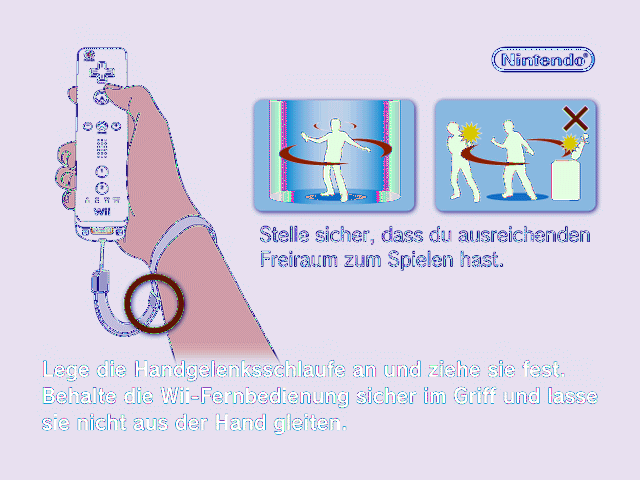 Nintendo®
Wii
Stelle sicher, dass du ausreichenden
Freiraum zum Spielen hast.
Lege die Handgelenksschlaufe an und ziehe sie fest.
Behalte die Wii-Fernbedienung sicher im Griff und lasse
sie nicht aus der Hand gleiten.